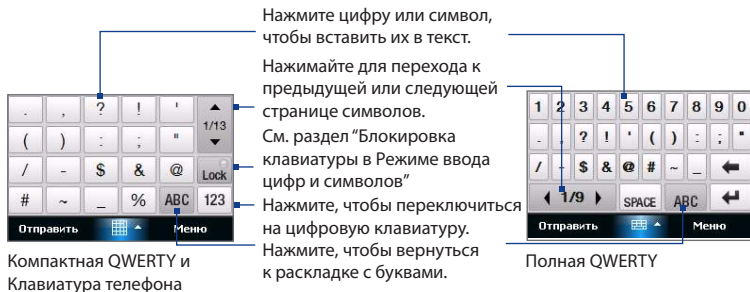 Нажмите цифру или символ,
чтобы вставить их в текст.
Нажимайте для перехода к
предыдущей или следующей
странице символов.
См. раздел "Блокировка
клавиатуры в Режиме ввода
цифр и символов"
Нажмите, чтобы переключиться
на цифровую клавиатуру.
Нажмите, чтобы вернуться
к раскладке с буквами.
. , ? ! '
1/13
( ) : ; "
/ - $ & @ Lock
# ~ _ % ABC 123
Отправить Меню
Компактная QWERTY и
Клавиатура телефона
1 2 3 4 5 6 7 8 9 0
. , ? ! ' ( ) : ; "
/ - $ & @ # ~ _
1/9 SPACE ABC
Отправить Меню
Полная QWERTY